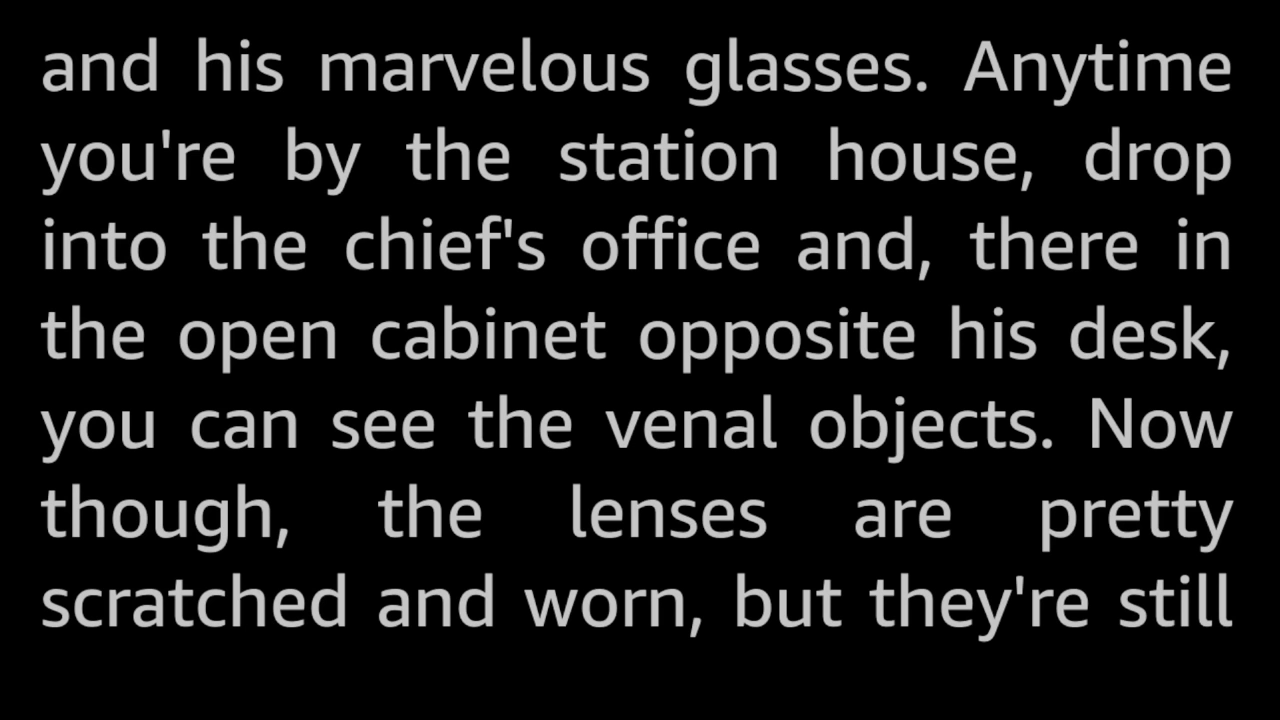 and his marvelous glasses. Anytime
you're by the station house, drop
into the chief's office and, there in
the open cabinet opposite his desk,
you can see the venal objects. Now
though, the lenses are pretty
scratched and worn, but they're still